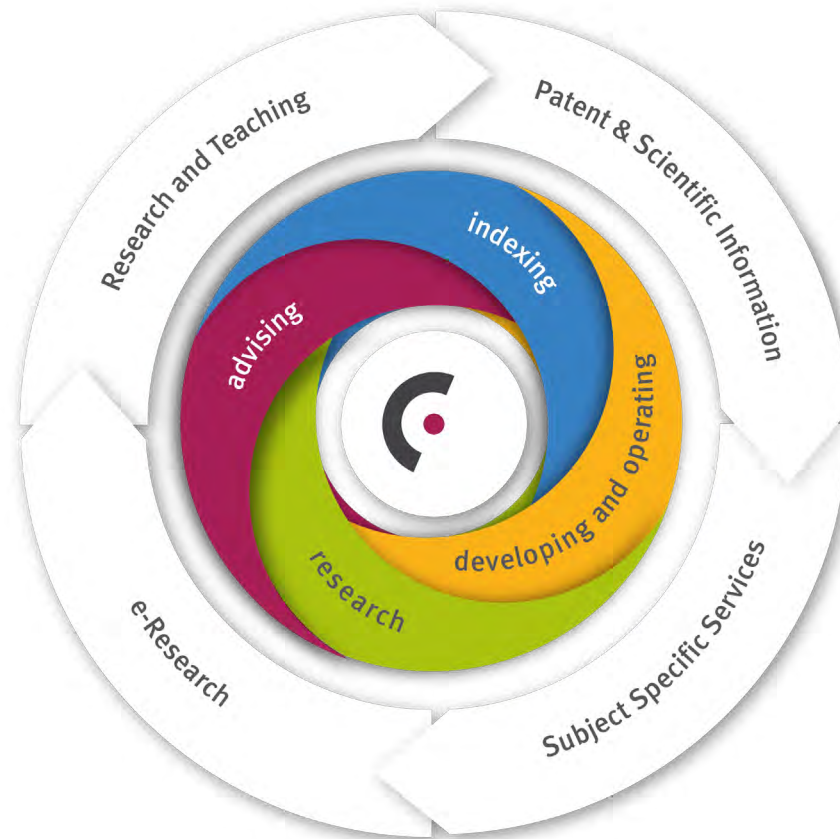 Research and Teaching
Patent & Scientific Information
indexing
advising
developing and operating
research
e-Research
Subject Specific Services